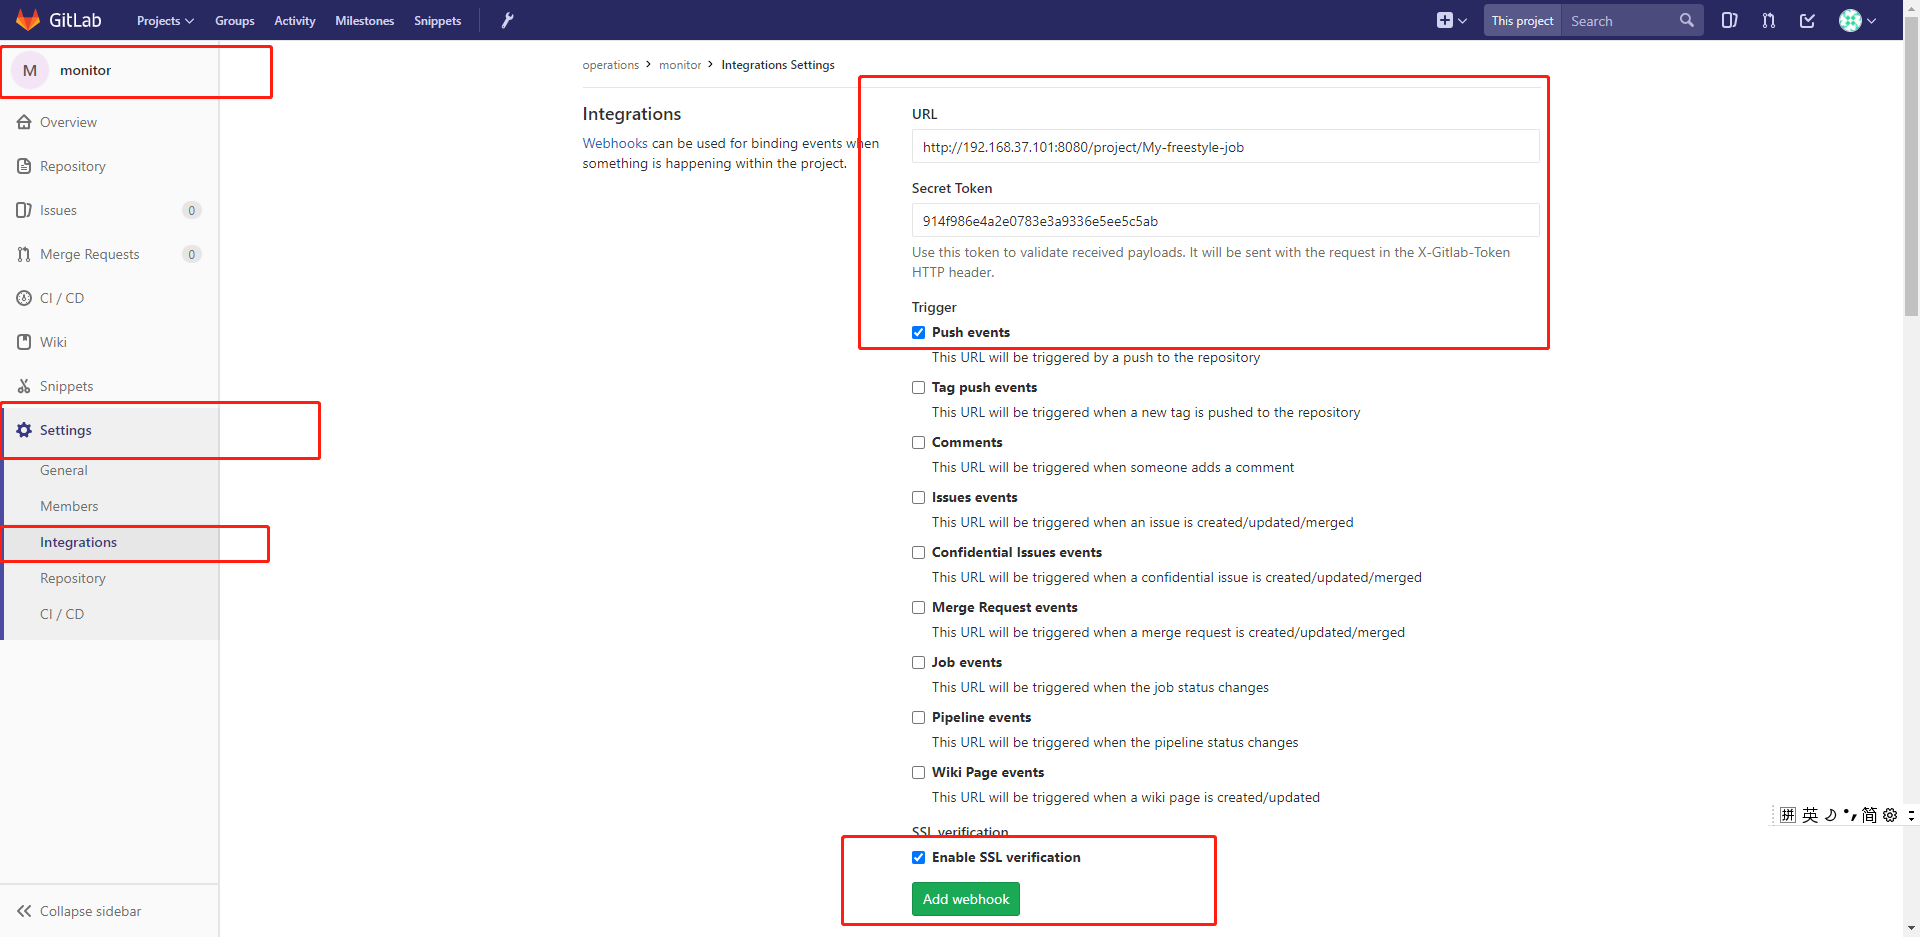 GitLab
Projects
Groups
Activity
Milestones
Snippets
This project
Search
M
monitor
Overview
Repository
Issues
0
Merge Requests
0
CI / CD
Wiki
Snippets
Settings
General
Members
Integrations
Repository
CI / CD
Collapse sidebar
operations > monitor > Integrations Settings
Integrations
Webhooks can be used for binding events when
something is happening within the project.
URL
http://192.168.37.101:8080/project/My-freestyle-job
Secret Token
914f986e4a2e0783e3a9336e5ee5c5ab
Use this token to validate received payloads. It will be sent with the request in the X-Gitlab-Token
HTTP header.
Trigger
Push events
This URL will be triggered by a push to the repository
Tag push events
This URL will be triggered when a new tag is pushed to the repository
Comments
This URL will be triggered when someone adds a comment
Issues events
This URL will be triggered when an issue is created/updated/merged
Confidential Issues events
This URL will be triggered when a confidential issue is created/updated/merged
Merge Request events
This URL will be triggered when a merge request is created/updated/merged
Job events
This URL will be triggered when the job status changes
Pipeline events
This URL will be triggered when the pipeline status changes
Wiki Page events
This URL will be triggered when a wiki page is created/updated
SSL verification
Enable SSL verification
Add webhook
拼 英 简